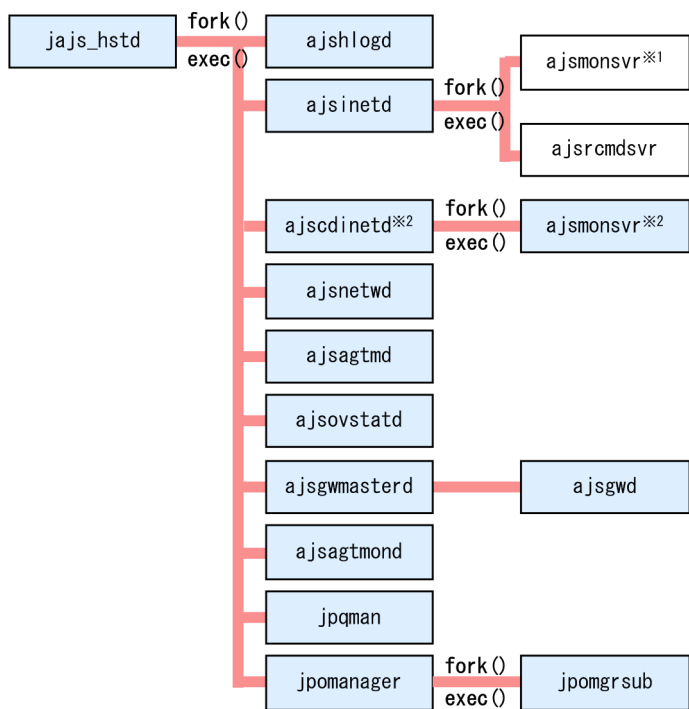 jajs_hstd
fork()
exec()
ajshlogd
ajsinetd
fork()
exec()
ajsmonsvr※1
ajsrcmdsvr
ajscdinetd※2
fork()
exec()
ajsmonsvr※2
ajsnetwd
ajsagtmd
ajsovstatd
ajsgwmasterd
ajsgwd
ajsagtmond
jpqman
jpomanager
fork()
exec()
jpomgrsub